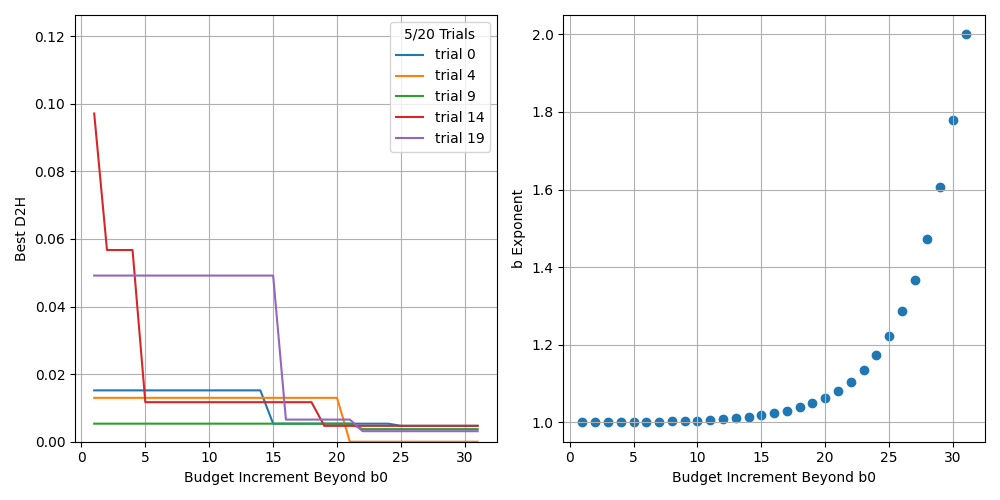 0.12
0.10
0.08
0.06
0.04
0.02
0.00
Best D2H
0
5
10
15
20
25
30
Budget Increment Beyond b0
5/20 Trials
trial 0
trial 4
trial 9
trial 14
trial 19
2.0
1.8
1.6
1.4
1.2
1.0
b Exponent
0
5
10
15
20
25
30
Budget Increment Beyond b0